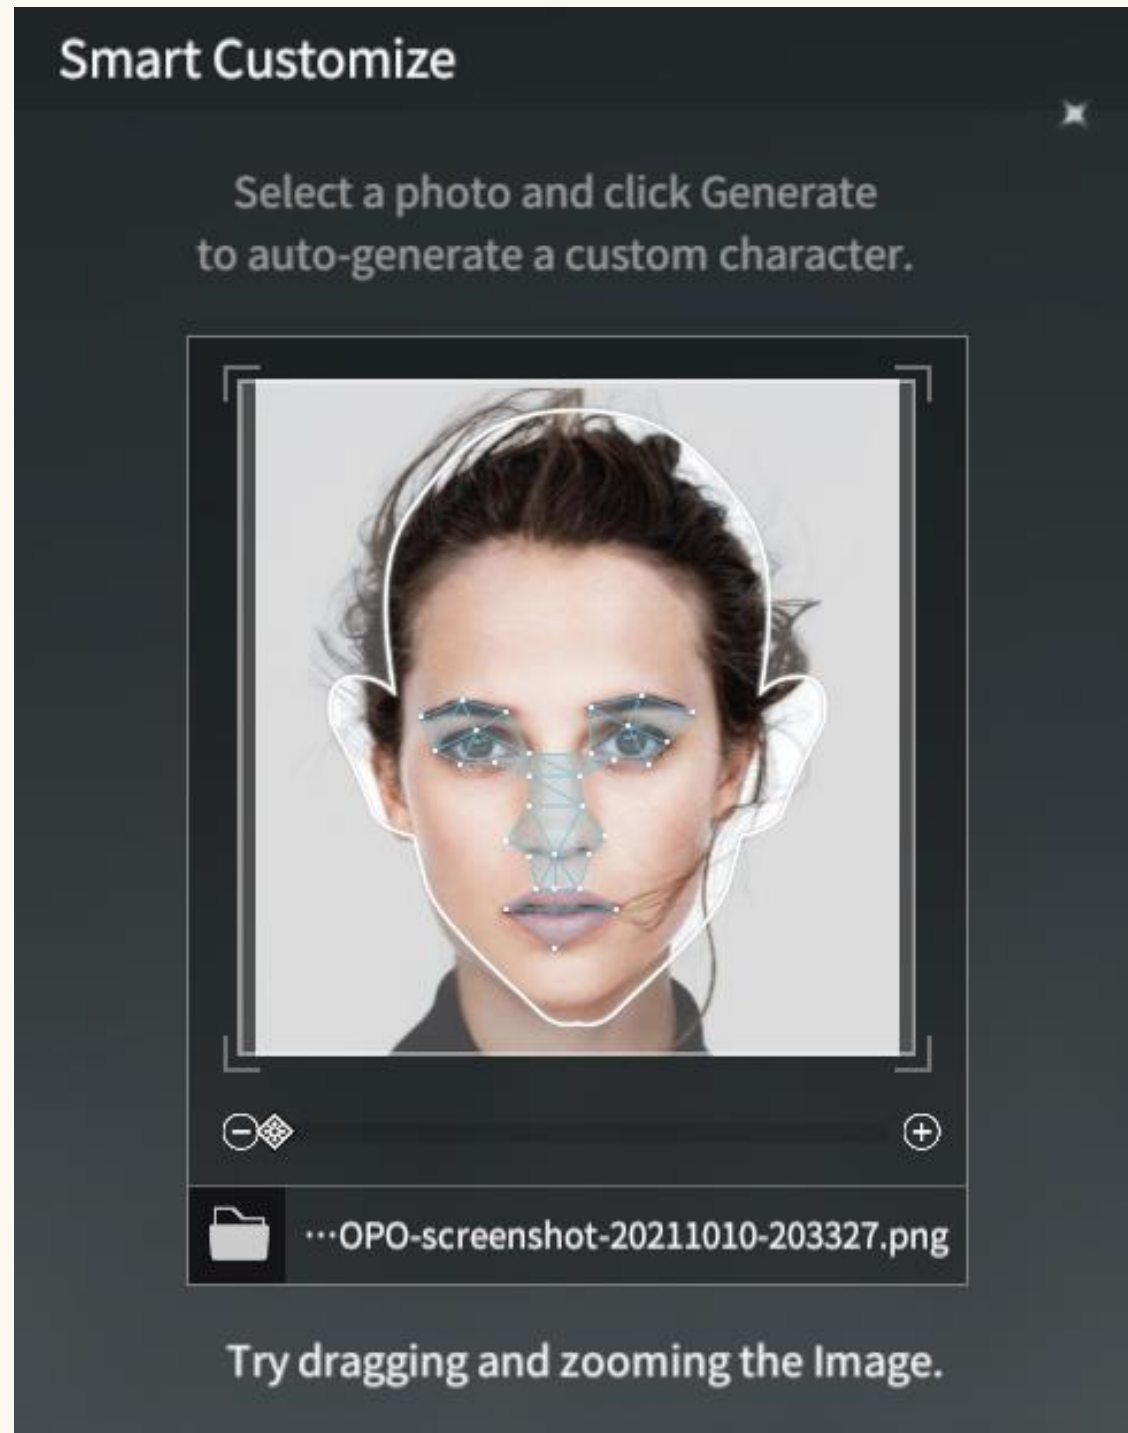 Smart Customize
Select a photo and click Generate
to auto-generate a custom character.
···OPO-screenshot-20211010-203327.png
Try dragging and zooming the Image.